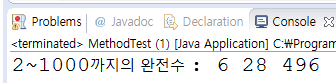 Problems @ Javadoc Declaration Console
<terminated> MethodTest (1) [Java Application] C:\Program
2~1000까지의 완전수 : 6 28 496